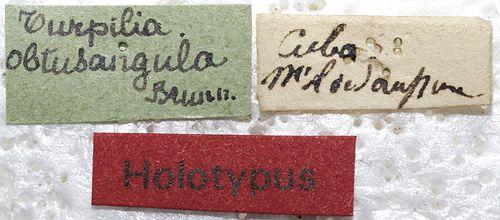 Turpilia.
obtusangula
Brunn.
Cuba
Holotypus